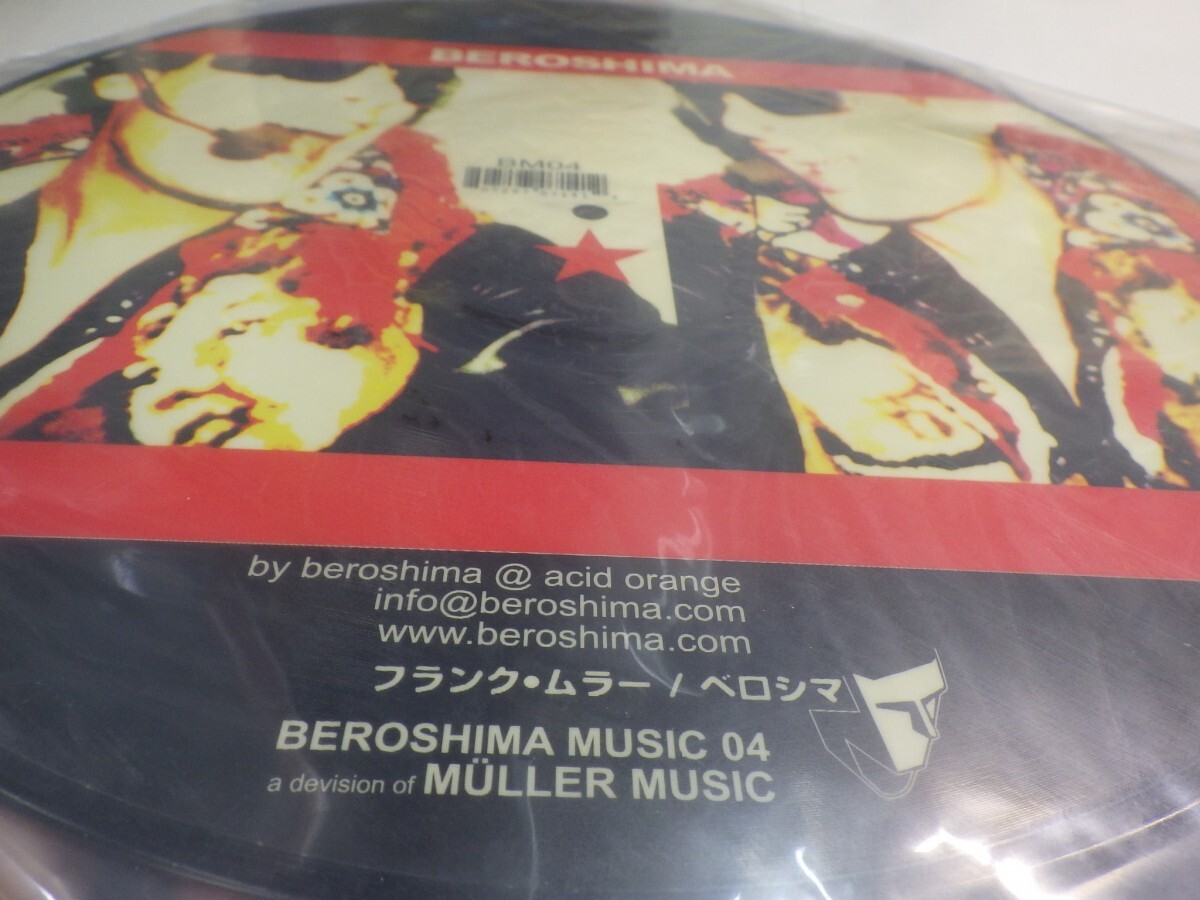 BEROSHIMA
BM04
by beroshima @ acid orange
info@beroshima.com
www.beroshima.com
フランク•ムラー / ベロシマ
BEROSHIMA MUSIC 04
a devision of MÜLLER MUSIC